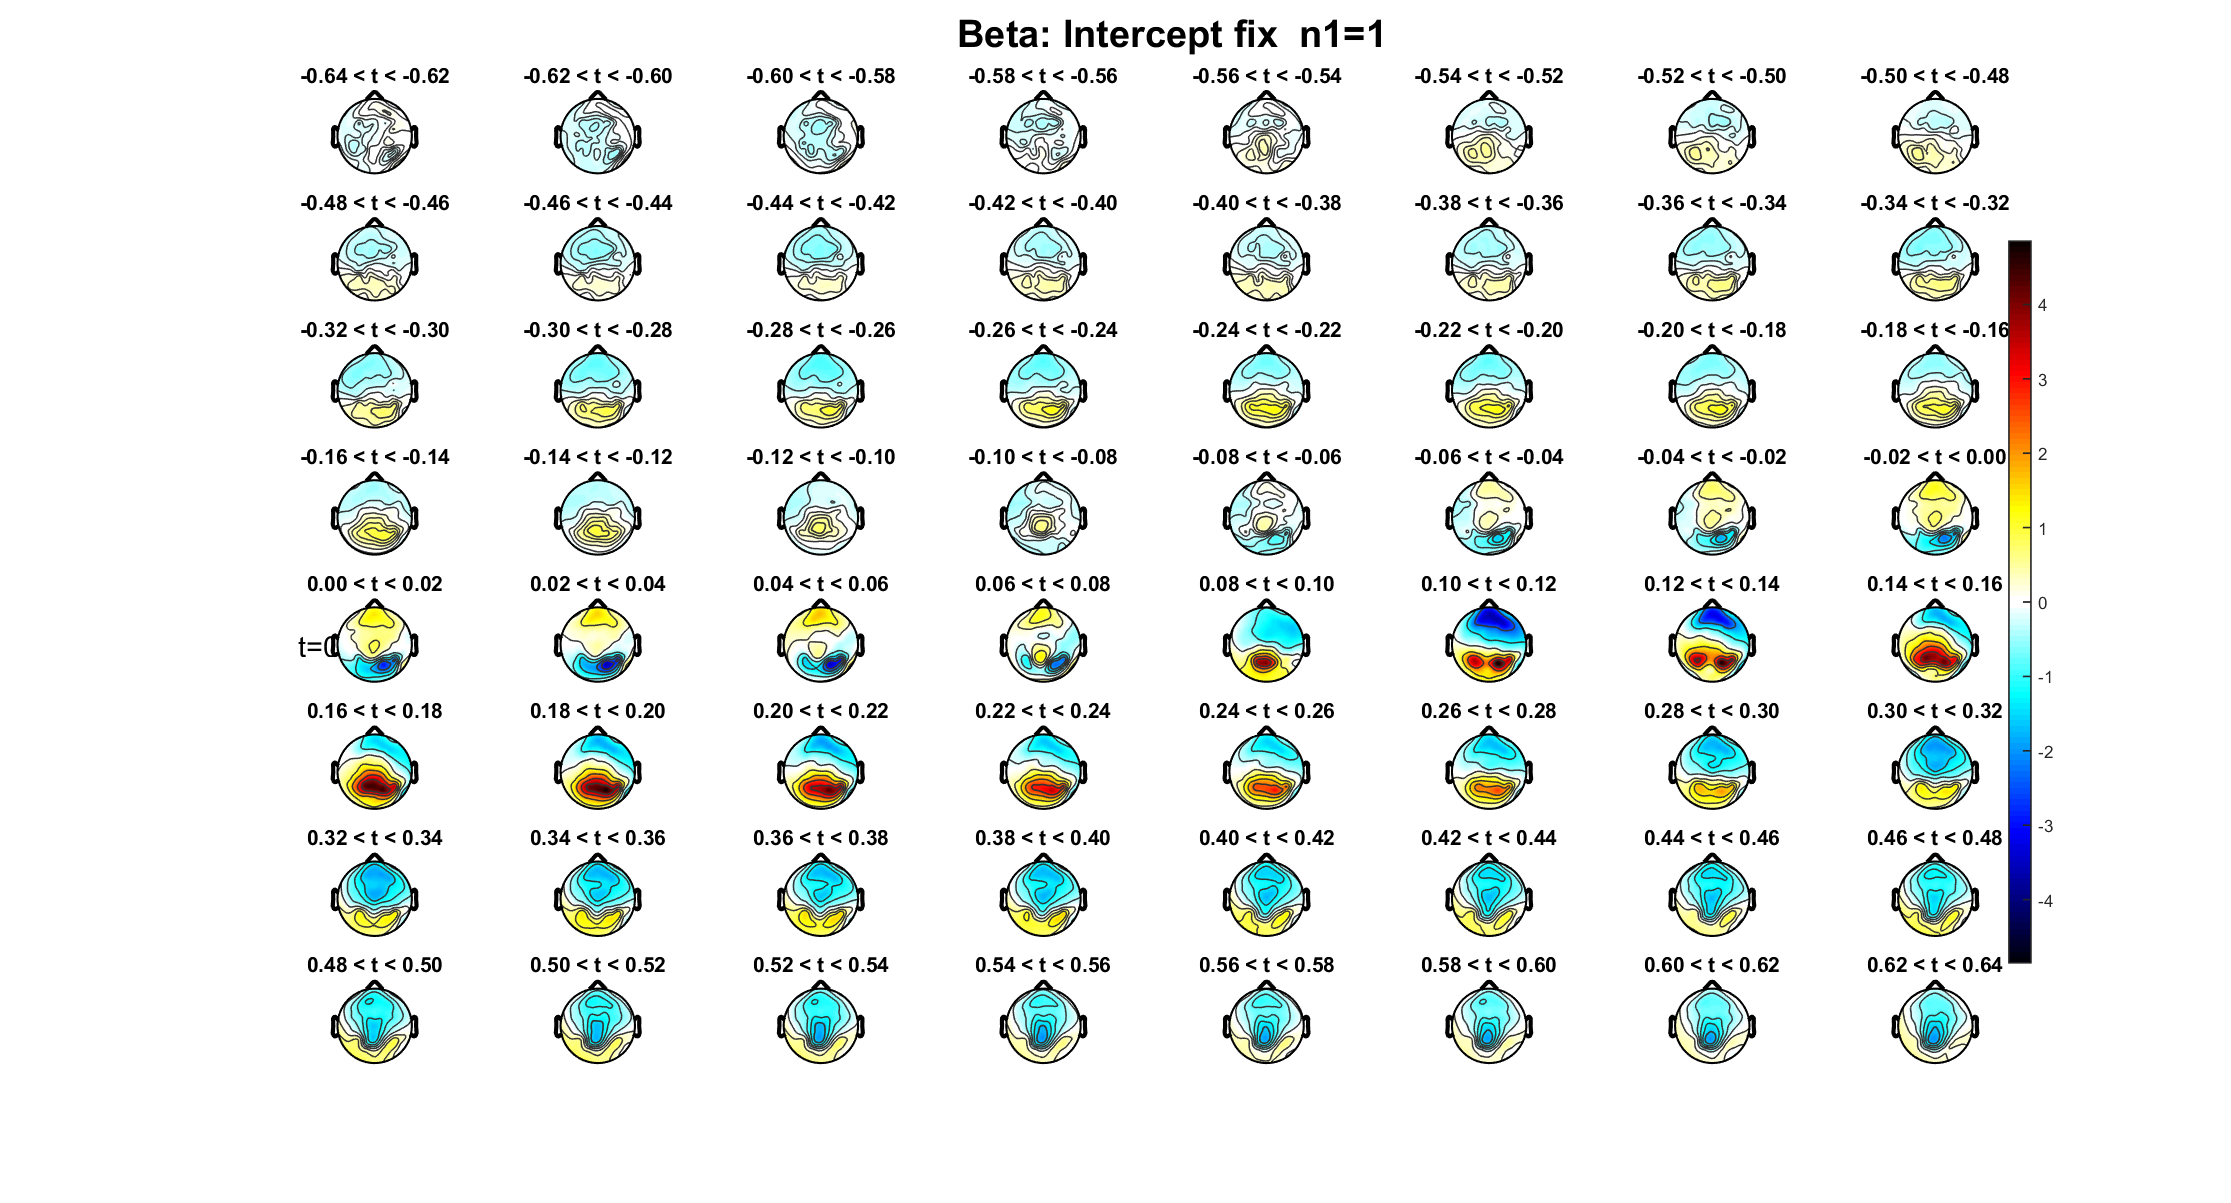 Beta: Intercept fix  n1=1
-0.64 < t < -0.62 -0.62 < t < -0.60 -0.60 < t < -0.58 -0.58 < t < -0.56 -0.56 < t < -0.54 -0.54 < t < -0.52 -0.52 < t < -0.50 -0.50 < t < -0.48
-0.48 < t < -0.46 -0.46 < t < -0.44 -0.44 < t < -0.42 -0.42 < t < -0.40 -0.40 < t < -0.38 -0.38 < t < -0.36 -0.36 < t < -0.34 -0.34 < t < -0.32
-0.32 < t < -0.30 -0.30 < t < -0.28 -0.28 < t < -0.26 -0.26 < t < -0.24 -0.24 < t < -0.22 -0.22 < t < -0.20 -0.20 < t < -0.18 -0.18 < t < -0.16
-0.16 < t < -0.14 -0.14 < t < -0.12 -0.12 < t < -0.10 -0.10 < t < -0.08 -0.08 < t < -0.06 -0.06 < t < -0.04 -0.04 < t < -0.02 -0.02 < t < 0.00
0.00 < t < 0.02 0.02 < t < 0.04 0.04 < t < 0.06 0.06 < t < 0.08 0.08 < t < 0.10 0.10 < t < 0.12 0.12 < t < 0.14 0.14 < t < 0.16
t=0
0.16 < t < 0.18 0.18 < t < 0.20 0.20 < t < 0.22 0.22 < t < 0.24 0.24 < t < 0.26 0.26 < t < 0.28 0.28 < t < 0.30 0.30 < t < 0.32
0.32 < t < 0.34 0.34 < t < 0.36 0.36 < t < 0.38 0.38 < t < 0.40 0.40 < t < 0.42 0.42 < t < 0.44 0.44 < t < 0.46 0.46 < t < 0.48
0.48 < t < 0.50 0.50 < t < 0.52 0.52 < t < 0.54 0.54 < t < 0.56 0.56 < t < 0.58 0.58 < t < 0.60 0.60 < t < 0.62 0.62 < t < 0.64
4
3
2
1
0
-1
-2
-3
-4